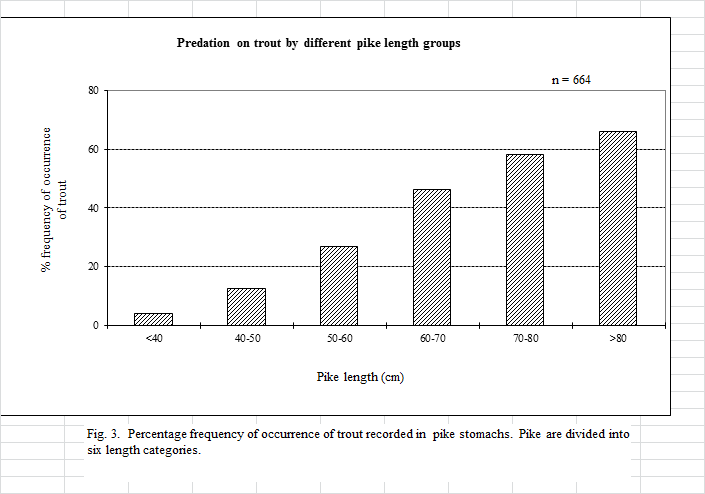 Predation on trout by different pike length groups
n = 664
% frequency of occurrence
of trout
80
60
40
20
0
<40 40-50 50-60 60-70 70-80 >80
Pike length (cm)
Fig. 3. Percentage frequency of occurrence of trout recorded in pike stomachs. Pike are divided into
six length categories.